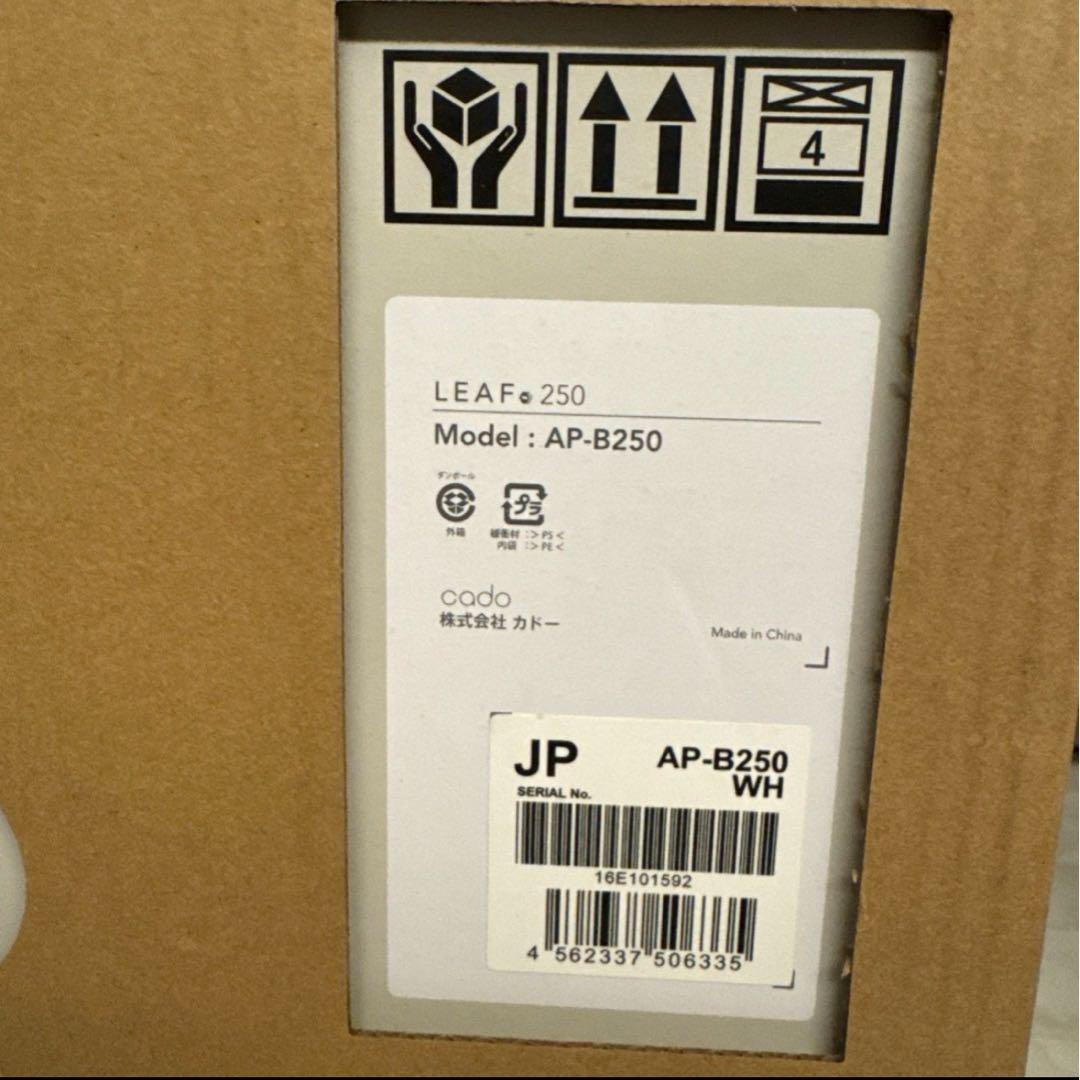 4
LEAF 250
Model : AP-B250
ダンボール
プラ
外箱
緩衝材 :>PS<
内袋 :>PE<
cado
株式会社 カドー
Made in China
JP
AP-B250
WH
SERIAL No.
16E101592
4 562337 506335